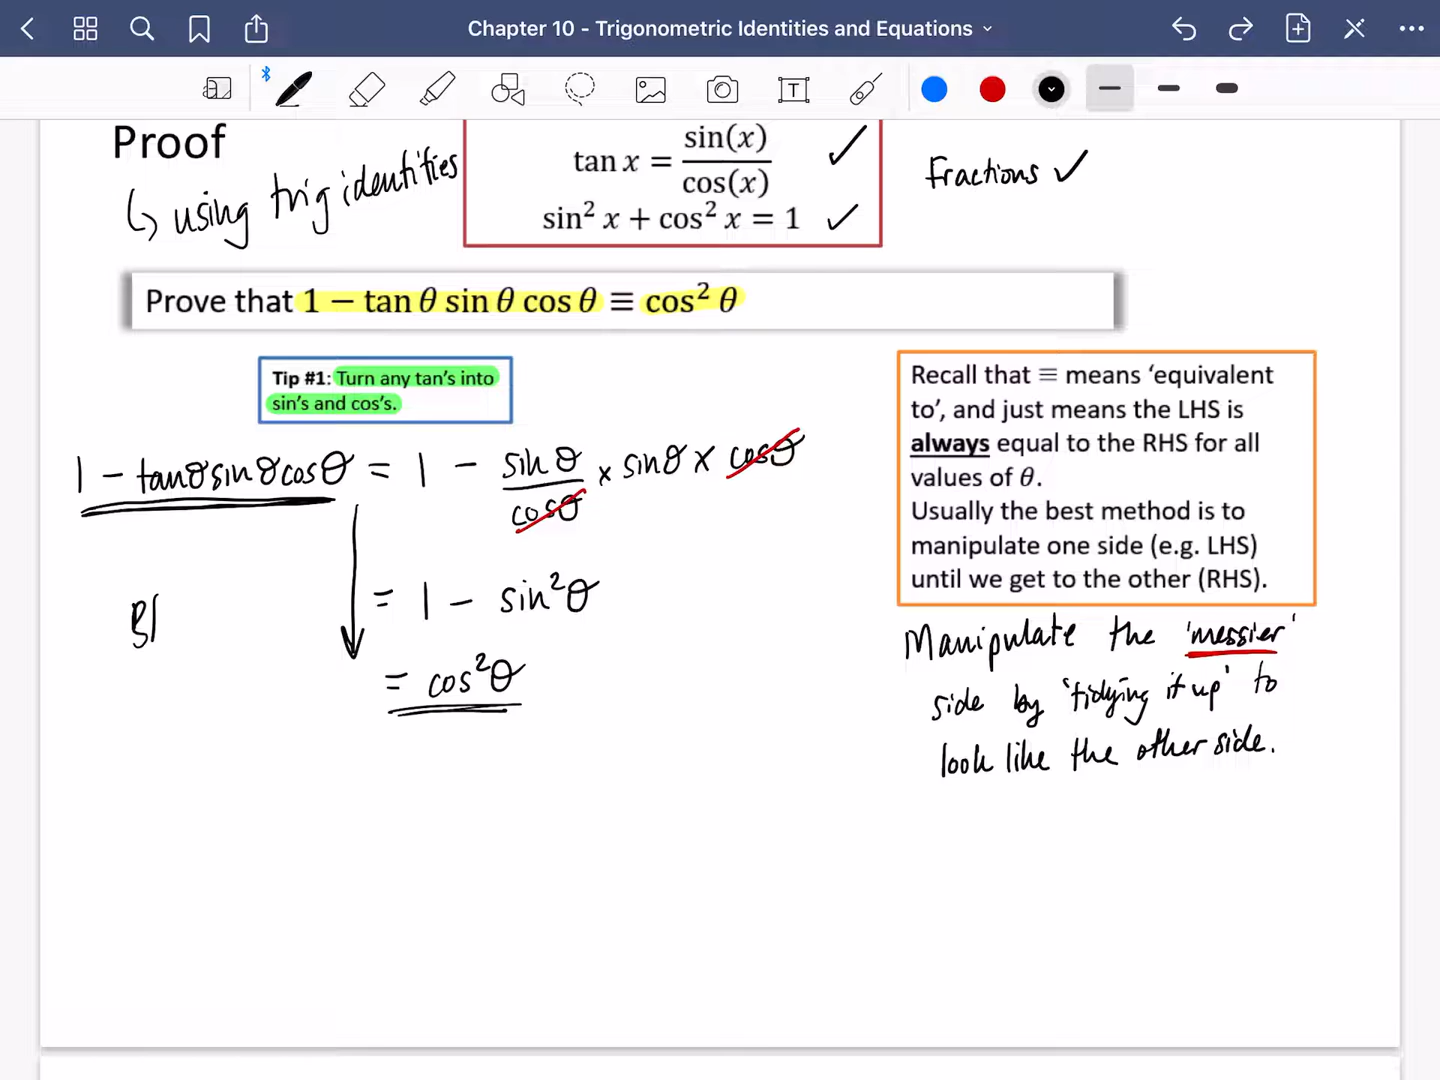 Chapter 10 - Trigonometric Identities and Equations
Proof
↳ using trig identities
tan x = sin(x)/cos(x) ✓
sin² x + cos² x = 1 ✓
Fractions ✓
Prove that 1 − tan θ sin θ cos θ ≡ cos² θ
Tip #1: Turn any tan's into
sin's and cos's.
1 − tanθ sinθ cosθ = 1 − sinθ/cosθ × sinθ × cosθ
= 1 − sin²θ
= cos²θ
Recall that ≡ means ‘equivalent
to’, and just means the LHS is
always equal to the RHS for all
values of θ.
Usually the best method is to
manipulate one side (e.g. LHS)
until we get to the other (RHS).
Manipulate the 'messier'
side by 'tidying it up' to
look like the other side.